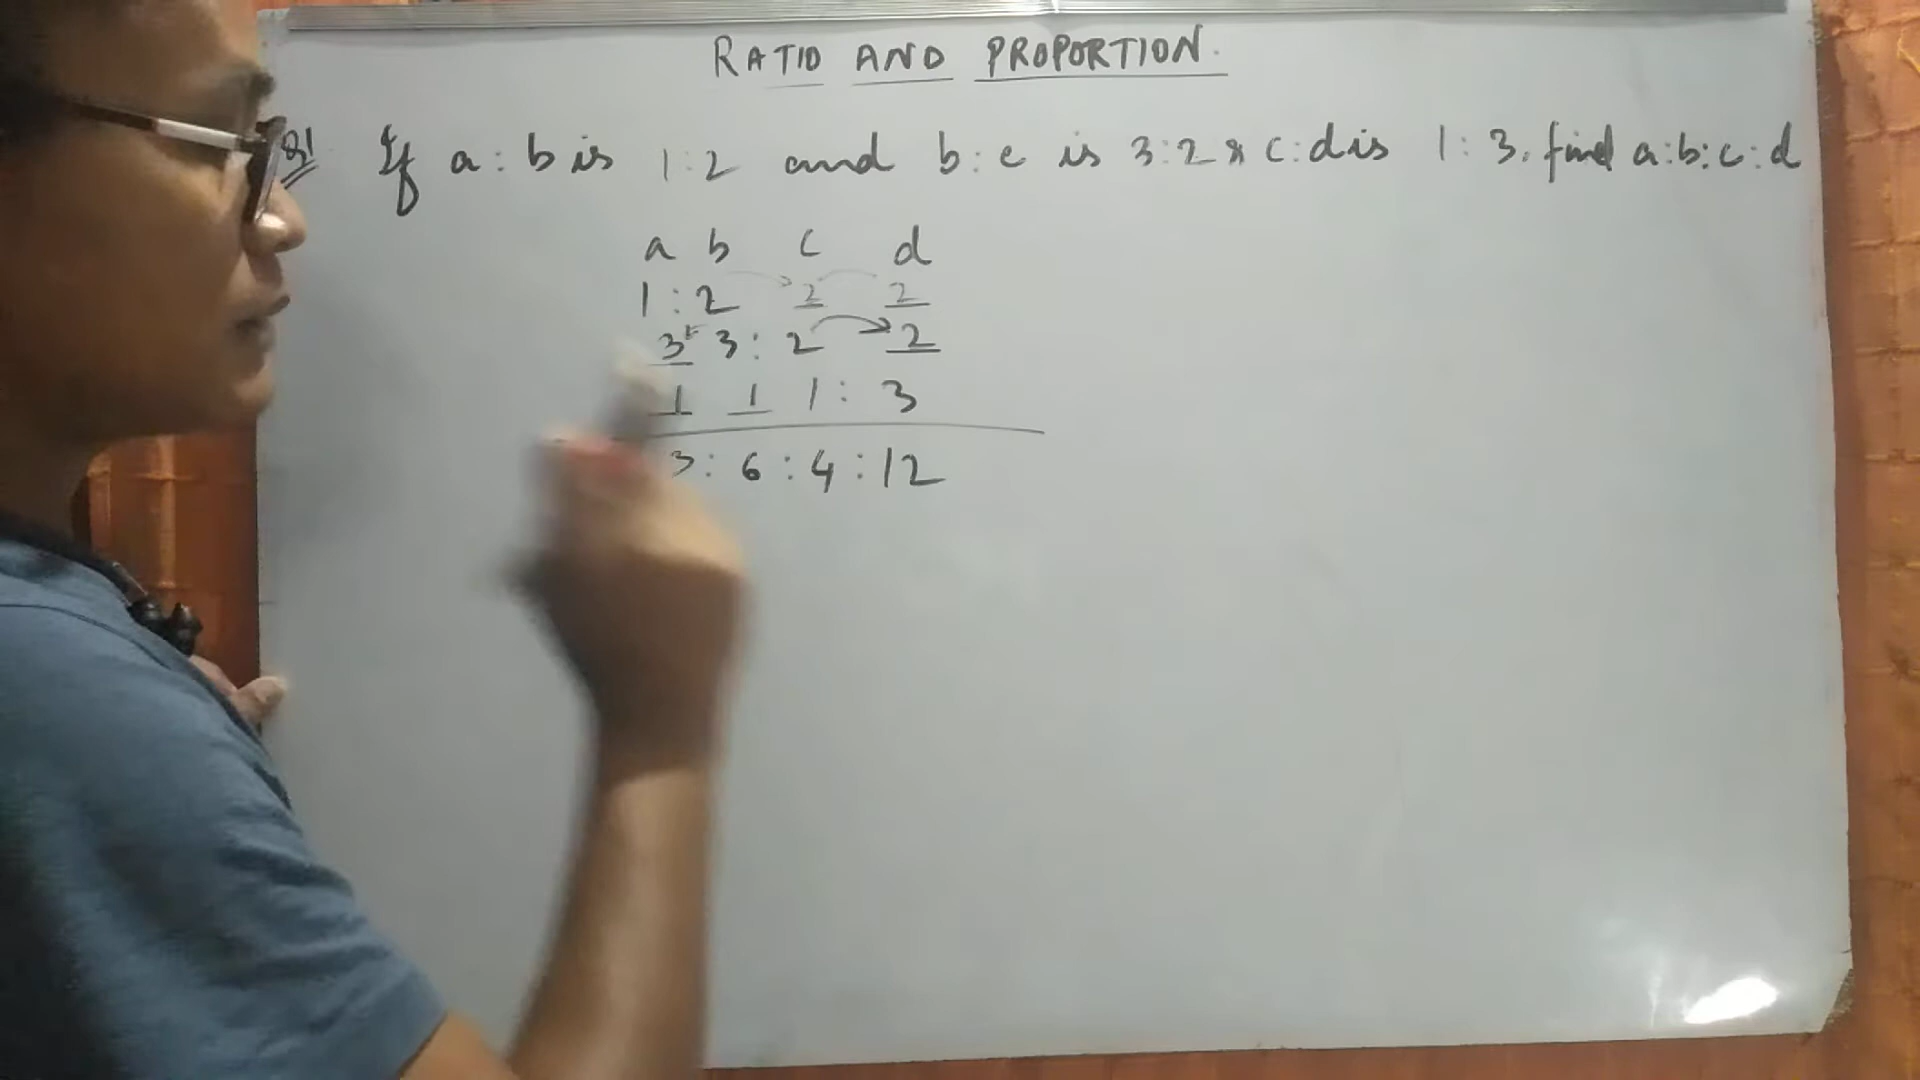 RATIO AND PROPORTION.
Q1 If a : b is 1 : 2 and b : c is 3 : 2 & c : d is 1 : 3. find a : b : c : d
a b c d
1 : 2 2 2
3 3 : 2 2
1 1 1 : 3
3 : 6 : 4 : 12